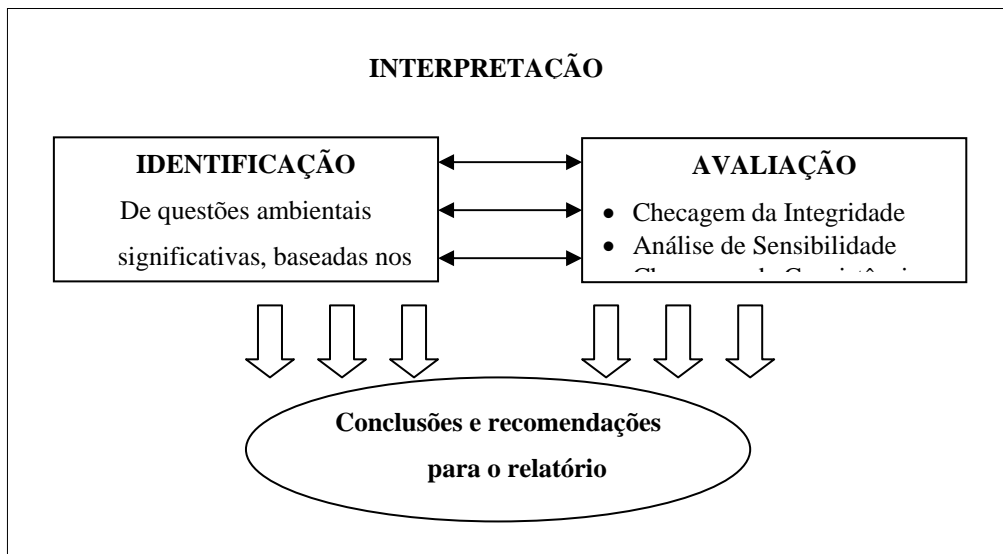 INTERPRETAÇÃO
IDENTIFICAÇÃO
De questões ambientais
significativas, baseadas nos
AVALIAÇÃO
• Checagem da Integridade
• Análise de Sensibilidade
Conclusões e recomendações
para o relatório